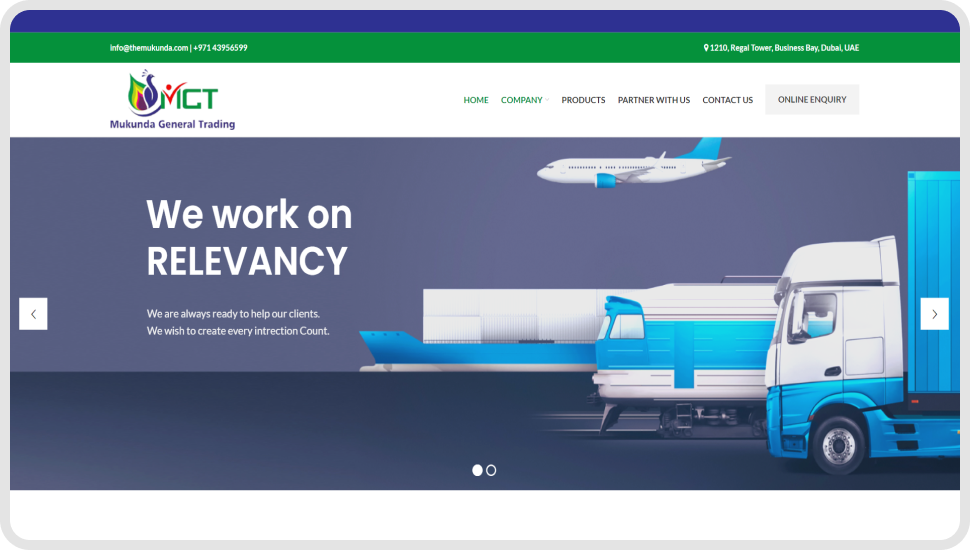 info@themukunda.com | +971 43956599
1210, Regal Tower, Business Bay, Dubai, UAE
MCT
Mukunda General Trading
HOME COMPANY PRODUCTS PARTNER WITH US CONTACT US ONLINE ENQUIRY
We work on
RELEVANCY
We are always ready to help our clients.
We wish to create every intrection Count.